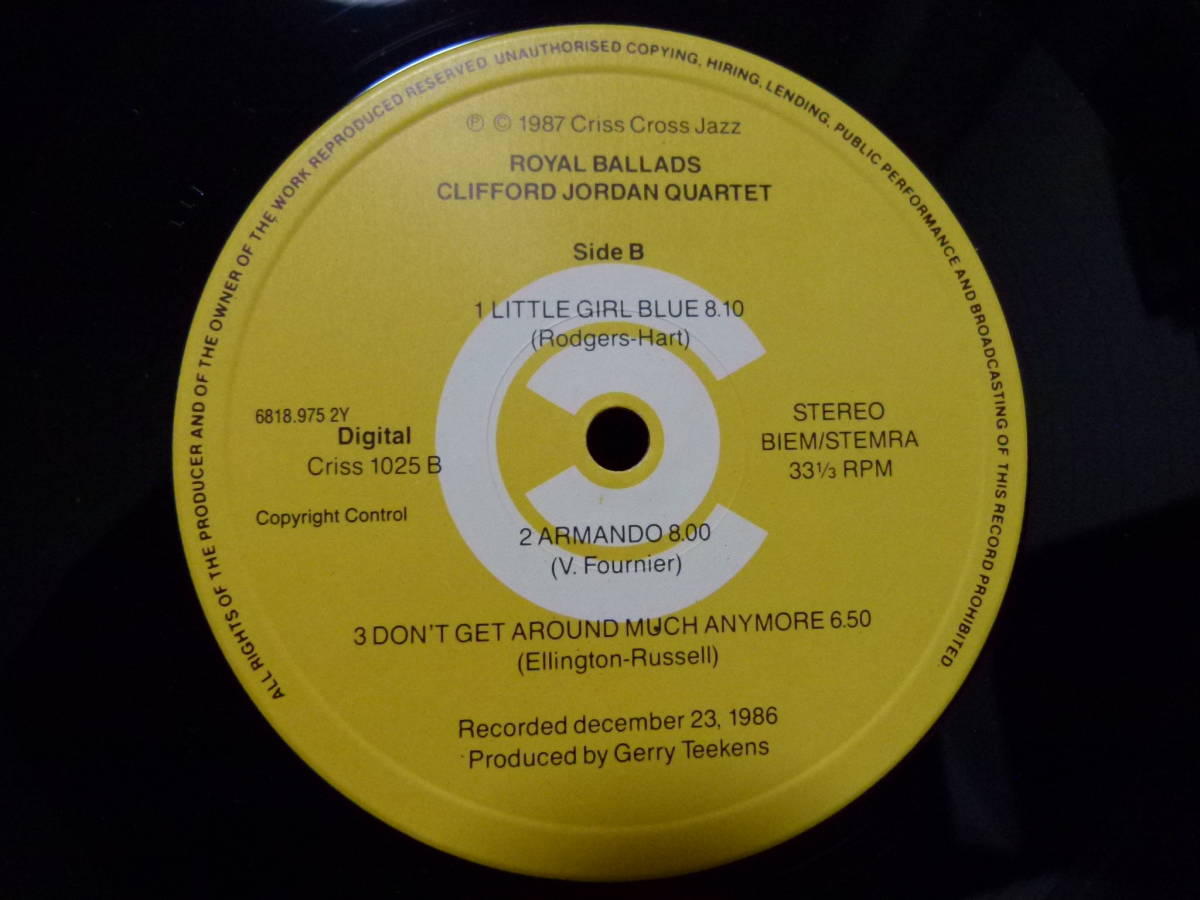 ALL RIGHTS OF THE PRODUCER AND OF THE OWNER OF THE WORK REPRODUCED RESERVED. UNAUTHORISED COPYING, HIRING, LENDING, PUBLIC PERFORMANCE AND BROADCASTING OF THIS RECORD PROHIBITED.
℗ © 1987 Criss Cross Jazz
ROYAL BALLADS
CLIFFORD JORDAN QUARTET
Side B
1 LITTLE GIRL BLUE 8.10
(Rodgers-Hart)
6818.975 2Y
Digital
Criss 1025 B
Copyright Control
STEREO
BIEM/STEMRA
33⅓ RPM
2 ARMANDO 8.00
(V. Fournier)
3 DON'T GET AROUND MUCH ANYMORE 6.50
(Ellington-Russell)
Recorded december 23, 1986
Produced by Gerry Teekens